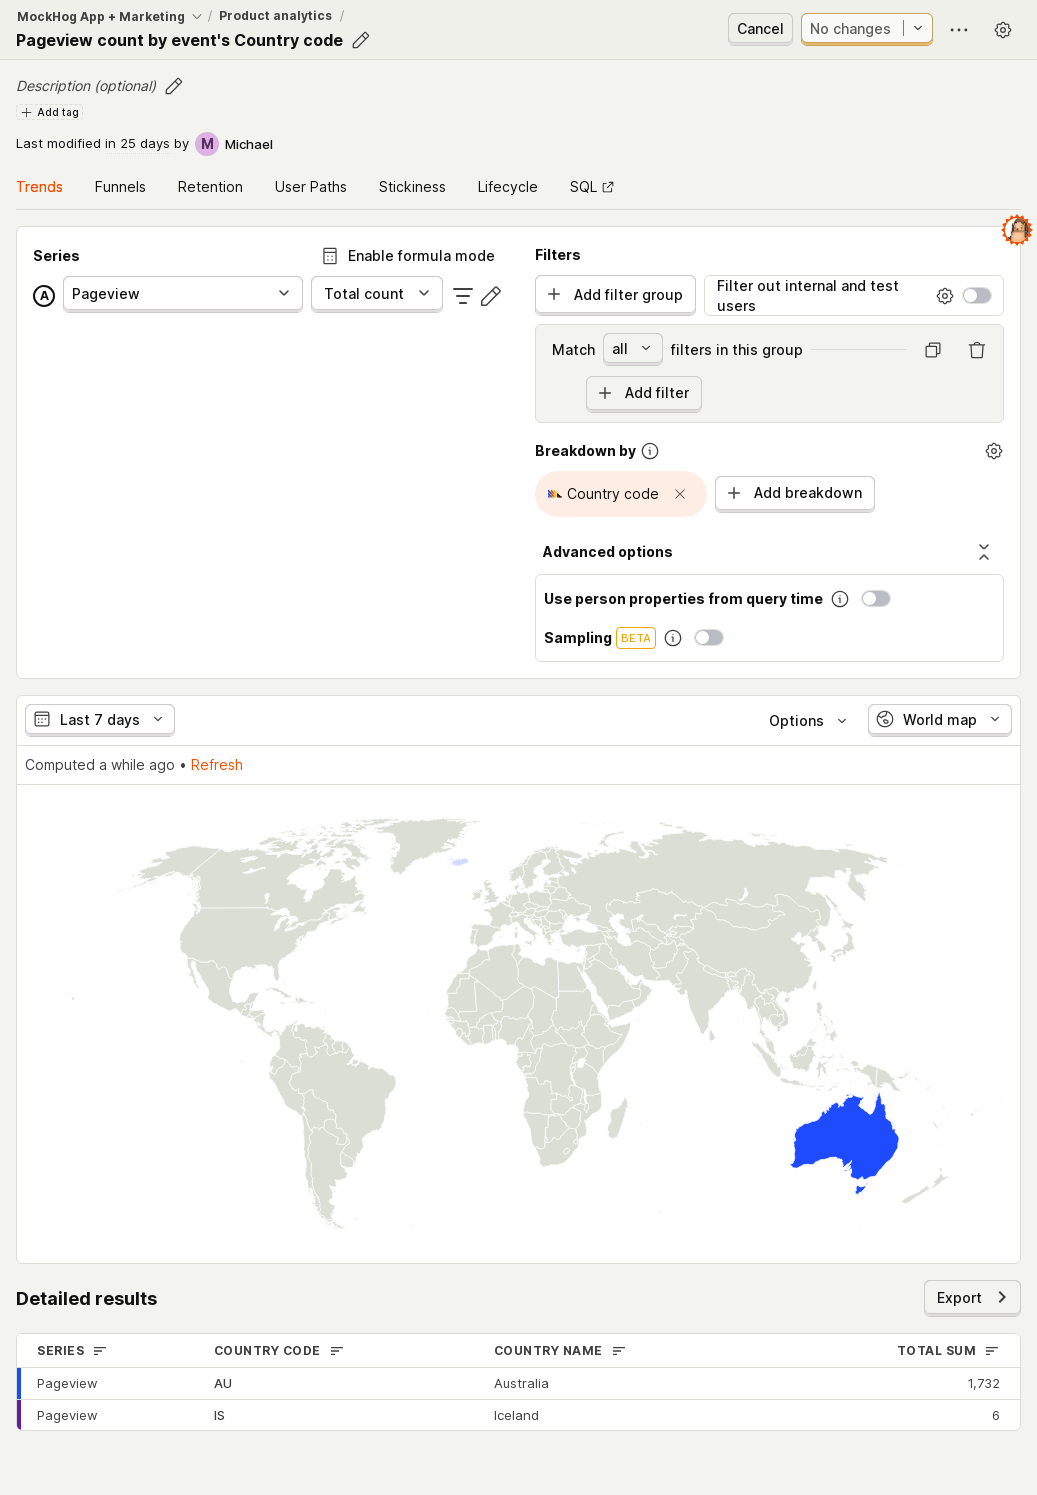 MockHog App + Marketing / Product analytics /
Pageview count by event's Country code
Cancel
No changes
Description (optional)
Add tag
Last modified in 25 days by M Michael
Trends Funnels Retention User Paths Stickiness Lifecycle SQL
Series
Enable formula mode
A Pageview Total count
Filters
Add filter group
Filter out internal and test users
Match all filters in this group
Add filter
Breakdown by
Country code
Add breakdown
Advanced options
Use person properties from query time
Sampling BETA
Last 7 days
Options
World map
Computed a while ago • Refresh
Detailed results
Export
SERIES COUNTRY CODE COUNTRY NAME TOTAL SUM
Pageview AU Australia 1,732
Pageview IS Iceland 6